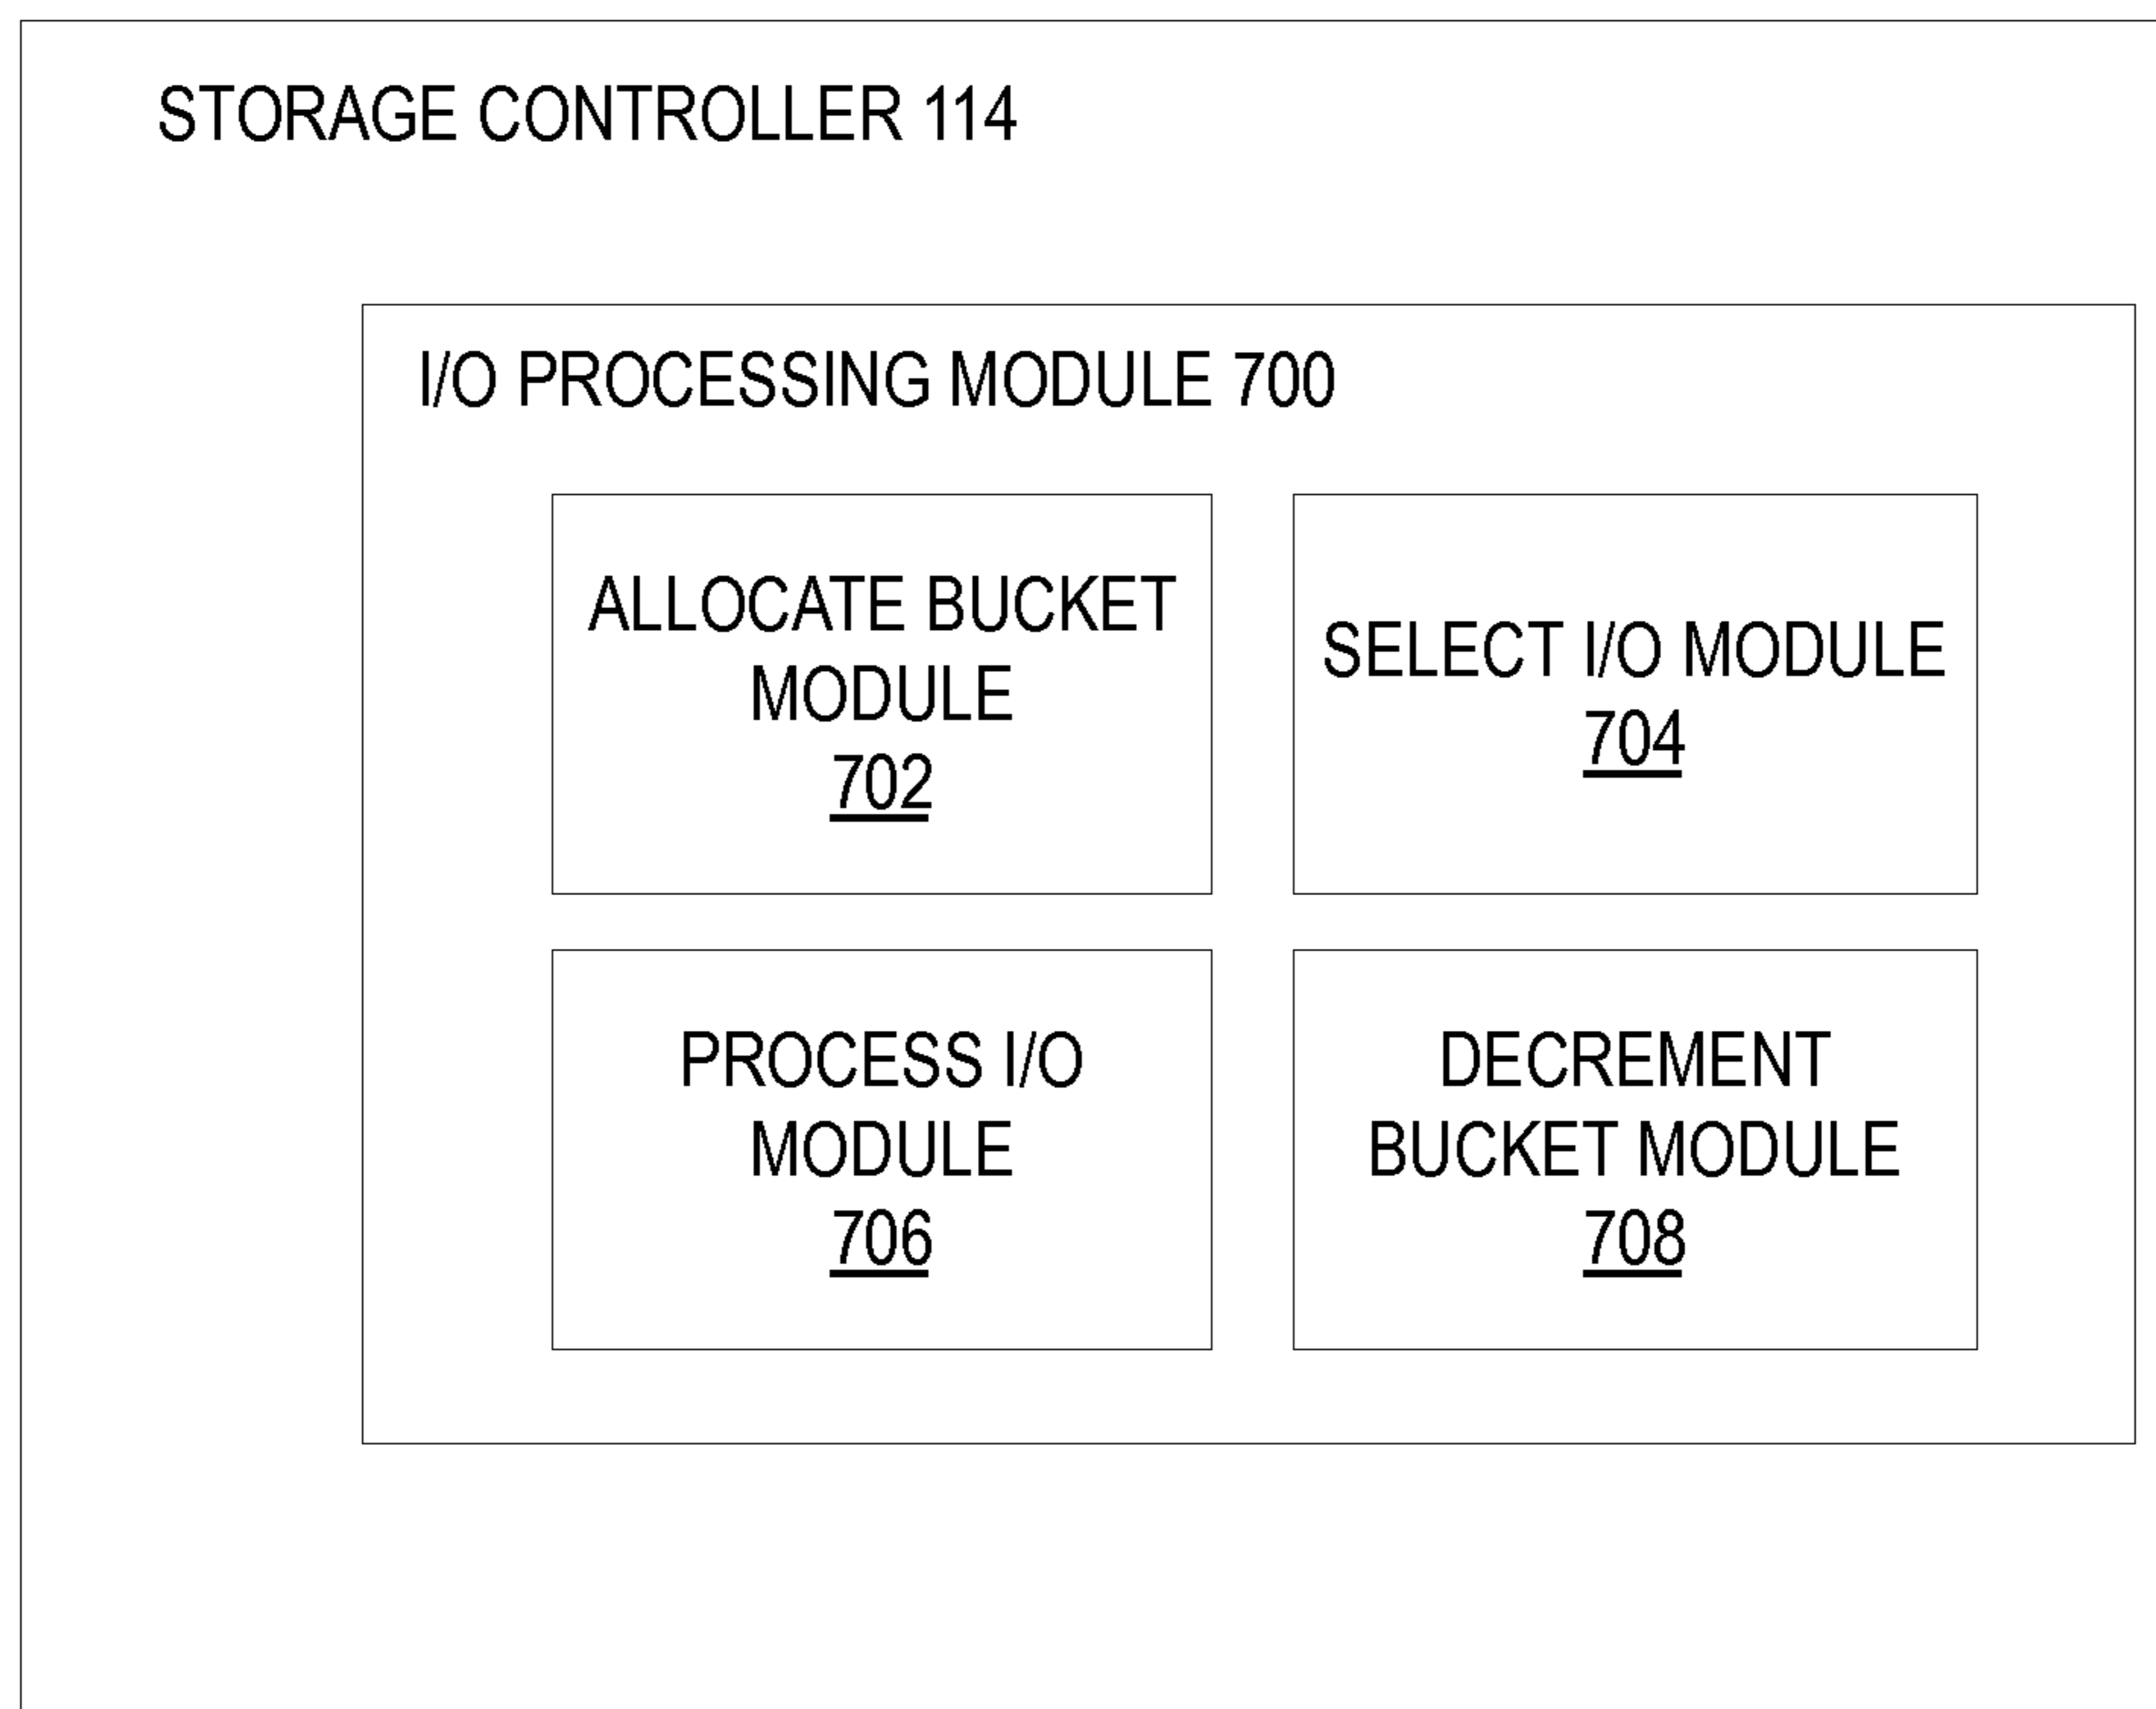 STORAGE CONTROLLER 114
I/O PROCESSING MODULE 700
ALLOCATE BUCKET
MODULE
702
SELECT I/O MODULE
704
PROCESS I/O
MODULE
706
DECREMENT
BUCKET MODULE
708